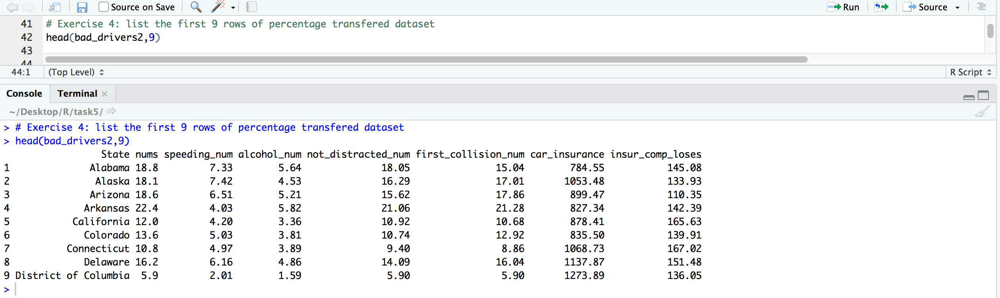 Source on Save Run Source
41 # Exercise 4: list the first 9 rows of percentage transfered dataset
42 head(bad_drivers2,9)
43
44
44:1 (Top Level) R Script
Console Terminal
~/Desktop/R/task5/
> # Exercise 4: list the first 9 rows of percentage transfered dataset
> head(bad_drivers2,9)
State nums speeding_num alcohol_num not_distracted_num first_collision_num car_insurance insur_comp_loses
1 Alabama 18.8 7.33 5.64 18.05 15.04 784.55 145.08
2 Alaska 18.1 7.42 4.53 16.29 17.01 1053.48 133.93
3 Arizona 18.6 6.51 5.21 15.62 17.86 899.47 110.35
4 Arkansas 22.4 4.03 5.82 21.06 21.28 827.34 142.39
5 California 12.0 4.20 3.36 10.92 10.68 878.41 165.63
6 Colorado 13.6 5.03 3.81 10.74 12.92 835.50 139.91
7 Connecticut 10.8 4.97 3.89 9.40 8.86 1068.73 167.02
8 Delaware 16.2 6.16 4.86 14.09 16.04 1137.87 151.48
9 District of Columbia 5.9 2.01 1.59 5.90 5.90 1273.89 136.05
>